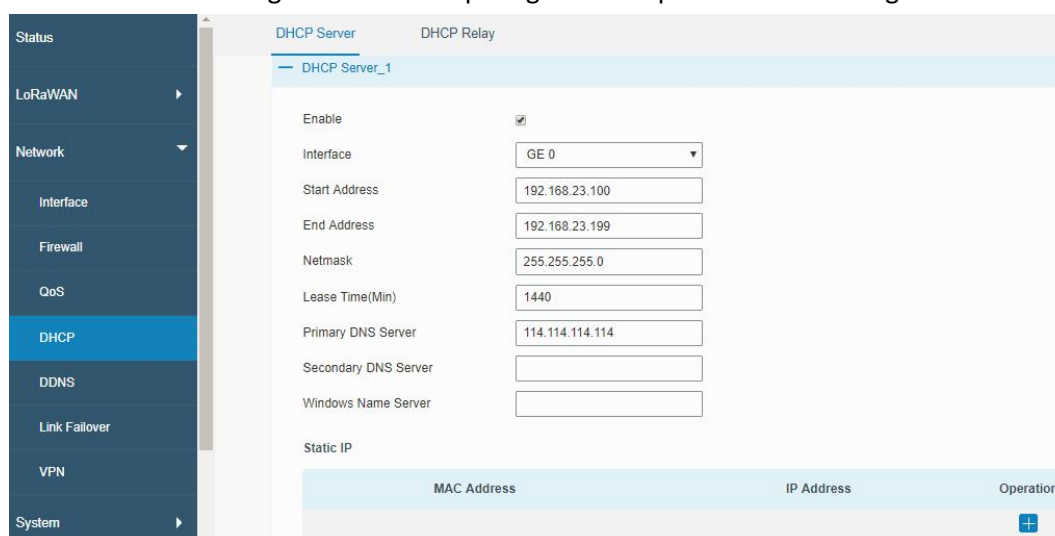 Status
LoRaWAN
Network
Interface
Firewall
QoS
DHCP
DDNS
Link Failover
VPN
System
DHCP Server DHCP Relay
DHCP Server_1
Enable
Interface GE 0
Start Address 192.168.23.100
End Address 192.168.23.199
Netmask 255.255.255.0
Lease Time(Min) 1440
Primary DNS Server 114.114.114.114
Secondary DNS Server
Windows Name Server
Static IP
MAC Address IP Address Operation